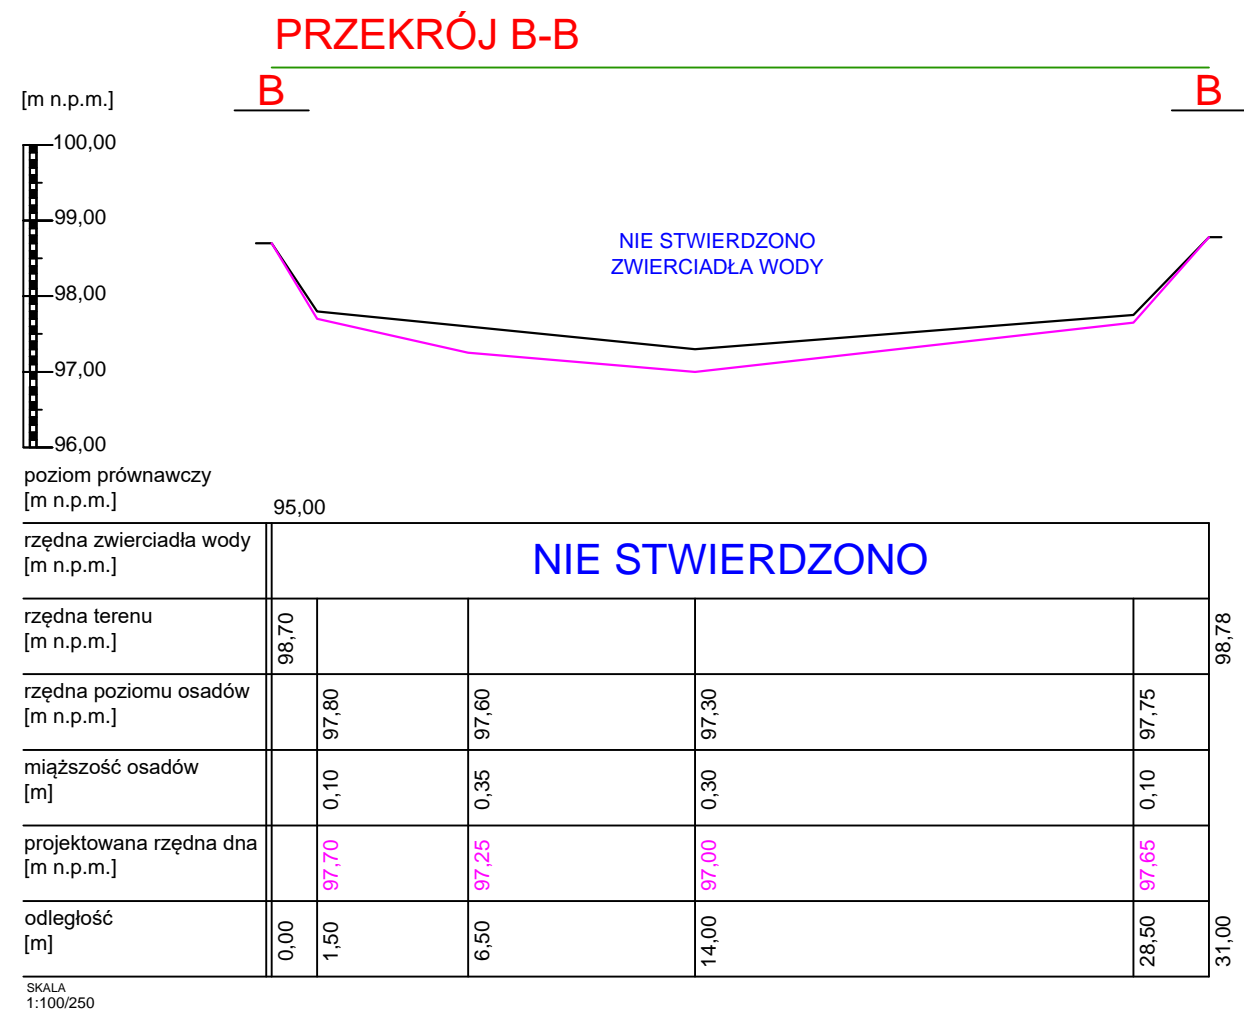 PRZEKRÓJ B-B
B
B
[m n.p.m.]
100,00
99,00
98,00
97,00
96,00
NIE STWIERDZONO
ZWIERCIADŁA WODY
poziom prównawczy
[m n.p.m.]
95,00
rzędna zwierciadła wody
[m n.p.m.]
NIE STWIERDZONO
rzędna terenu
[m n.p.m.]
98,70
98,78
rzędna poziomu osadów
[m n.p.m.]
97,80
97,60
97,30
97,75
miąższość osadów
[m]
0,10
0,35
0,30
0,10
projektowana rzędna dna
[m n.p.m.]
97,70
97,25
97,00
97,65
odległość
[m]
0,00
1,50
6,50
14,00
28,50
31,00
SKALA
1:100/250